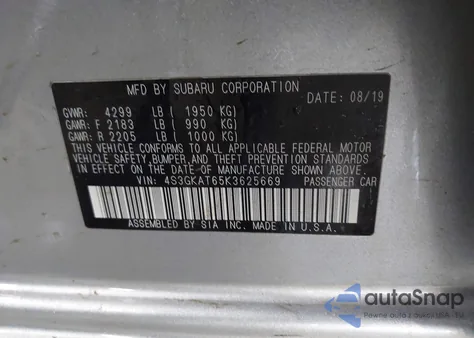 MFD BY SUBARU CORPORATION
DATE: 08/19
GVWR: 4299 LB ( 1950 KG)
GAWR: F 2183 LB ( 990 KG)
GAWR: R 2205 LB ( 1000 KG)
THIS VEHICLE CONFORMS TO ALL APPLICABLE FEDERAL MOTOR
VEHICLE SAFETY, BUMPER, AND THEFT PREVENTION STANDARDS
IN EFFECT ON THE DATE OF MANUFACTURE SHOWN ABOVE.
VIN: 4S3GKAT65K3625669 PASSENGER CAR
ASSEMBLED BY SIA INC. MADE IN U.S.A.
autoSnap
Pewne auto z USA